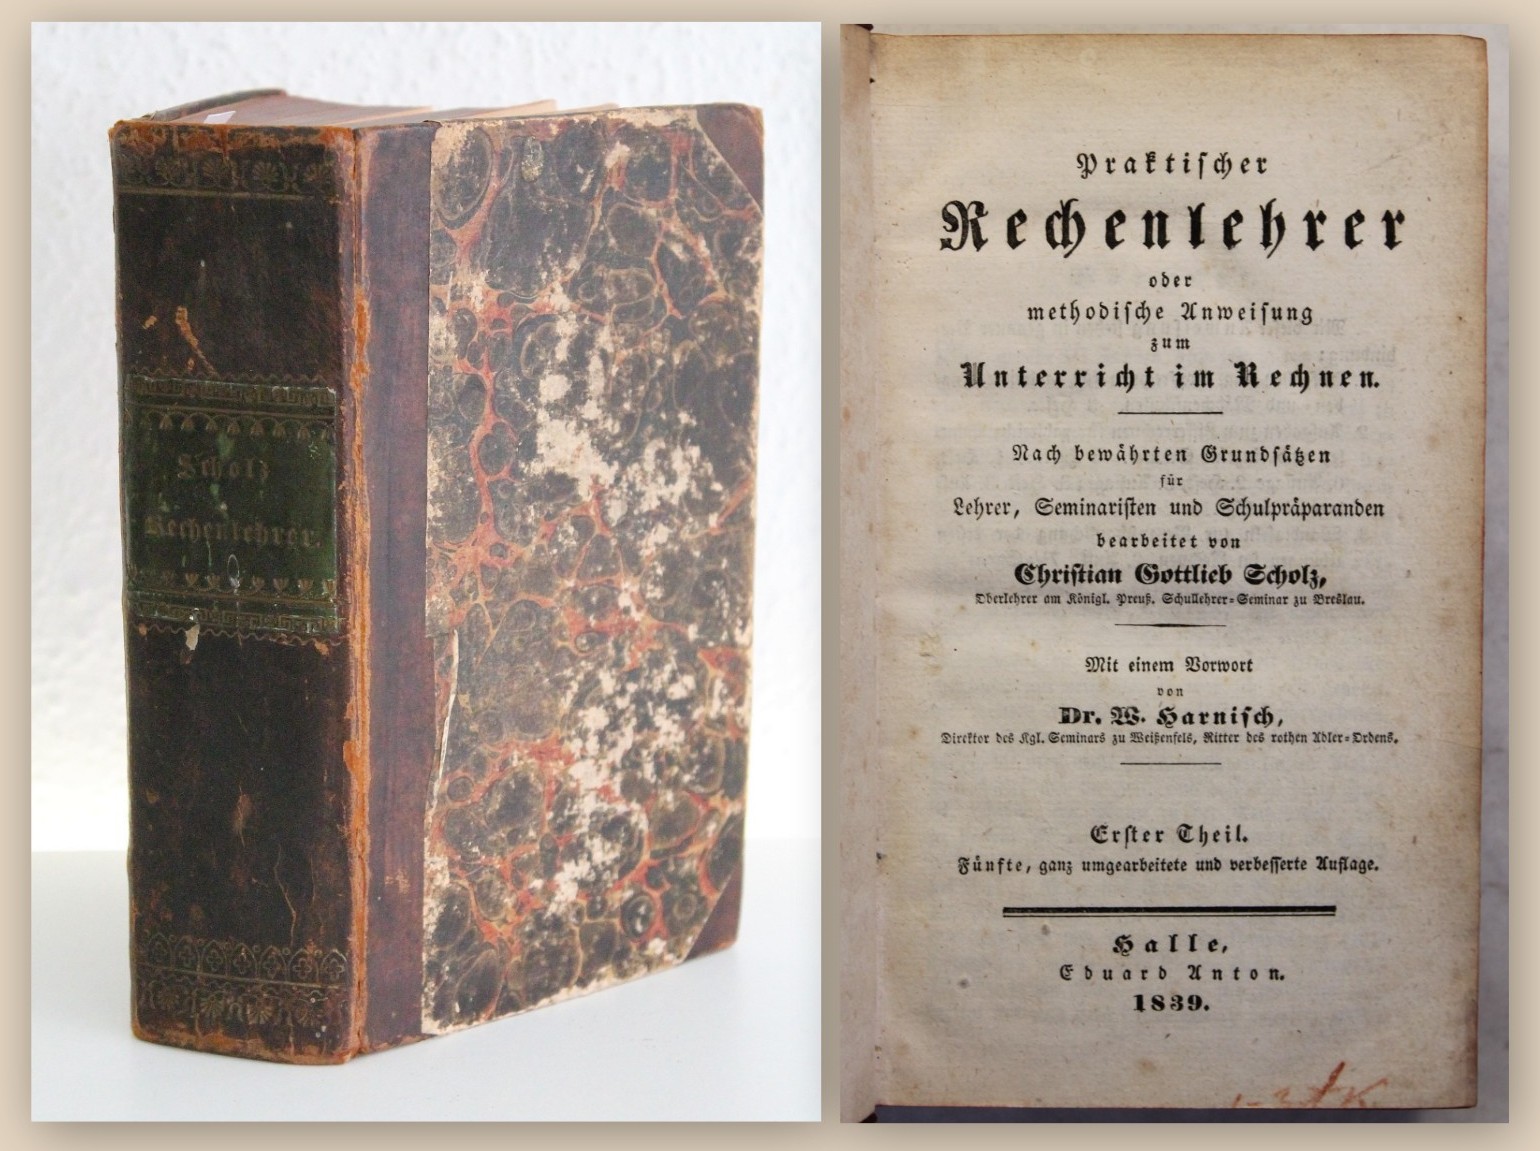 Scholz
Rechenlehrer.
Praktischer
Rechenlehrer
oder
methodische Anweisung
zum
Unterricht im Rechnen.
Nach bewährten Grundsätzen
für
Lehrer, Seminaristen und Schulpräparanden
bearbeitet von
Christian Gottlieb Scholz,
Oberlehrer am Königl. Preuß. Schullehrer-Seminar zu Breslau.
Mit einem Vorwort
von
Dr. W. Harnisch,
Direktor des Kgl. Seminars zu Weißenfels, Ritter des rothen Adler-Ordens.
Erster Theil.
Fünfte, ganz umgearbeitete und verbesserte Auflage.
Halle,
Eduard Anton.
1839.